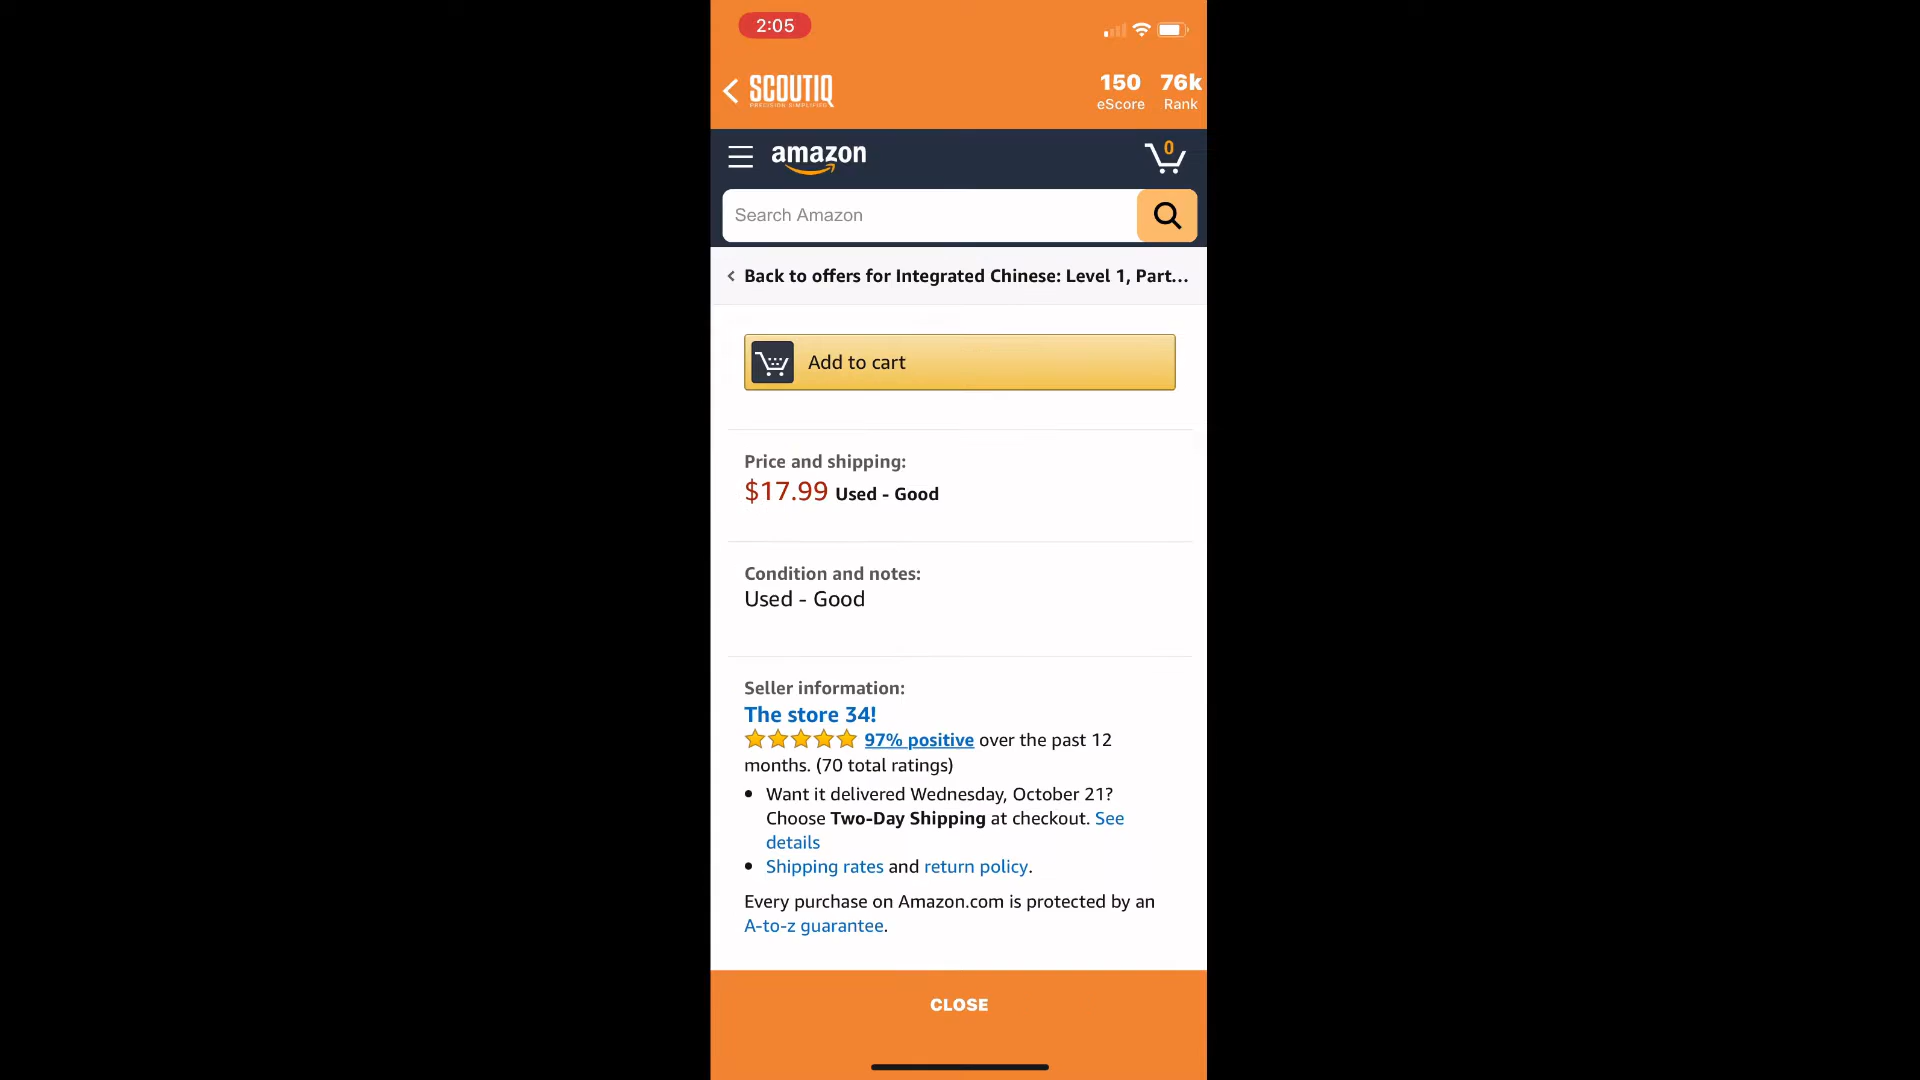 2:05
SCOUTIQ
PRECISION SIMPLIFIED
150 76k
eScore Rank
amazon
0
Search Amazon
Back to offers for Integrated Chinese: Level 1, Part...
Add to cart
Price and shipping:
$17.99 Used - Good
Condition and notes:
Used - Good
Seller information:
The store 34!
97% positive over the past 12
months. (70 total ratings)
Want it delivered Wednesday, October 21?
Choose Two-Day Shipping at checkout. See
details
Shipping rates and return policy.
Every purchase on Amazon.com is protected by an
A-to-z guarantee.
CLOSE